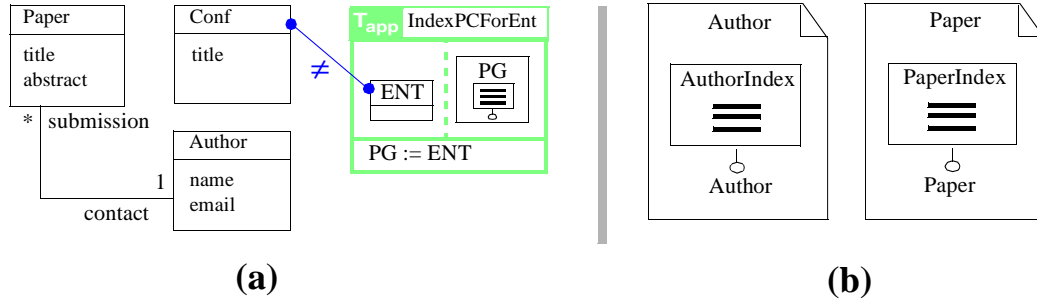 Paper
title
abstract
* submission
1
contact
Conf
title
≠
Author
name
email
Tapp IndexPCForEnt
ENT
PG
PG := ENT
(a)
Author
AuthorIndex
Author
Paper
PaperIndex
Paper
(b)